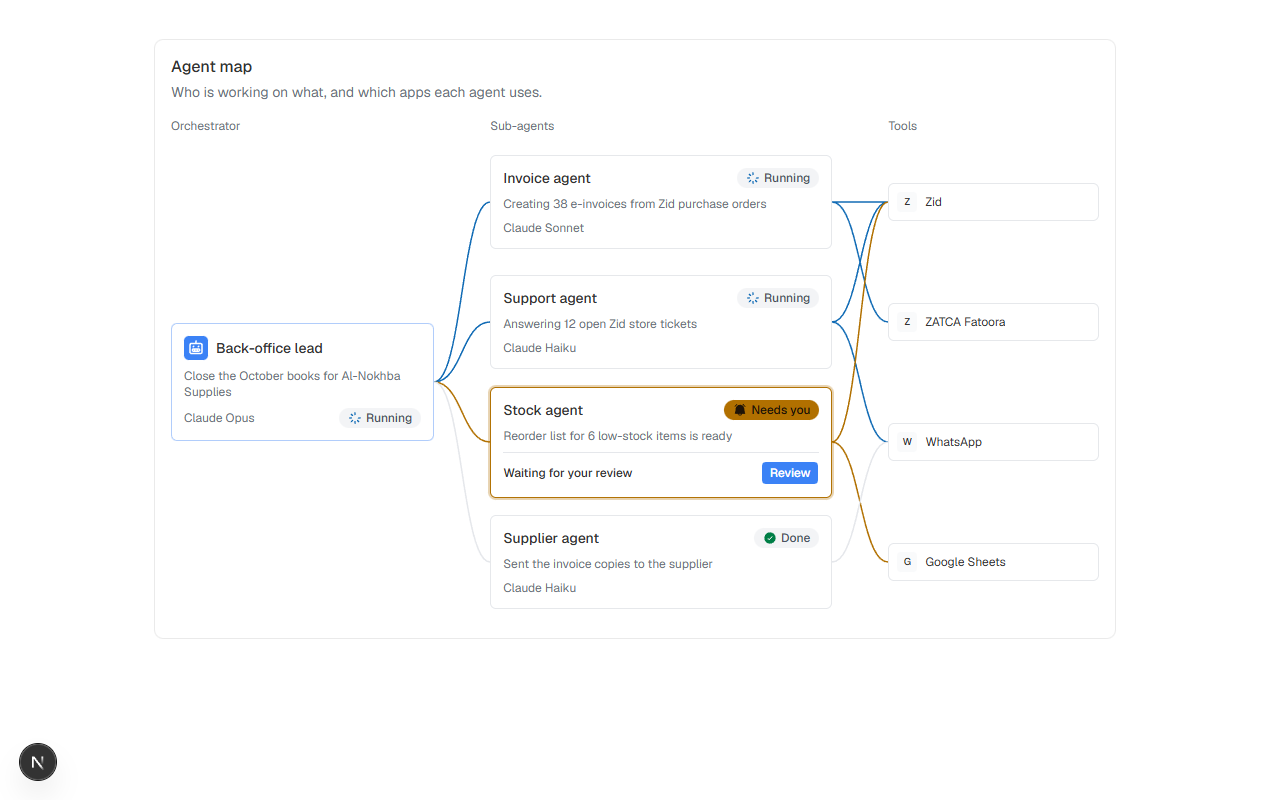 Agent map
Who is working on what, and which apps each agent uses.
Orchestrator
Sub-agents
Tools
Back-office lead
Close the October books for Al-Nokhba
Supplies
Claude Opus
Running
Invoice agent
Running
Creating 38 e-invoices from Zid purchase orders
Claude Sonnet
Support agent
Running
Answering 12 open Zid store tickets
Claude Haiku
Stock agent
Needs you
Reorder list for 6 low-stock items is ready
Waiting for your review
Review
Supplier agent
Done
Sent the invoice copies to the supplier
Claude Haiku
Z Zid
Z ZATCA Fatoora
W WhatsApp
G Google Sheets
N